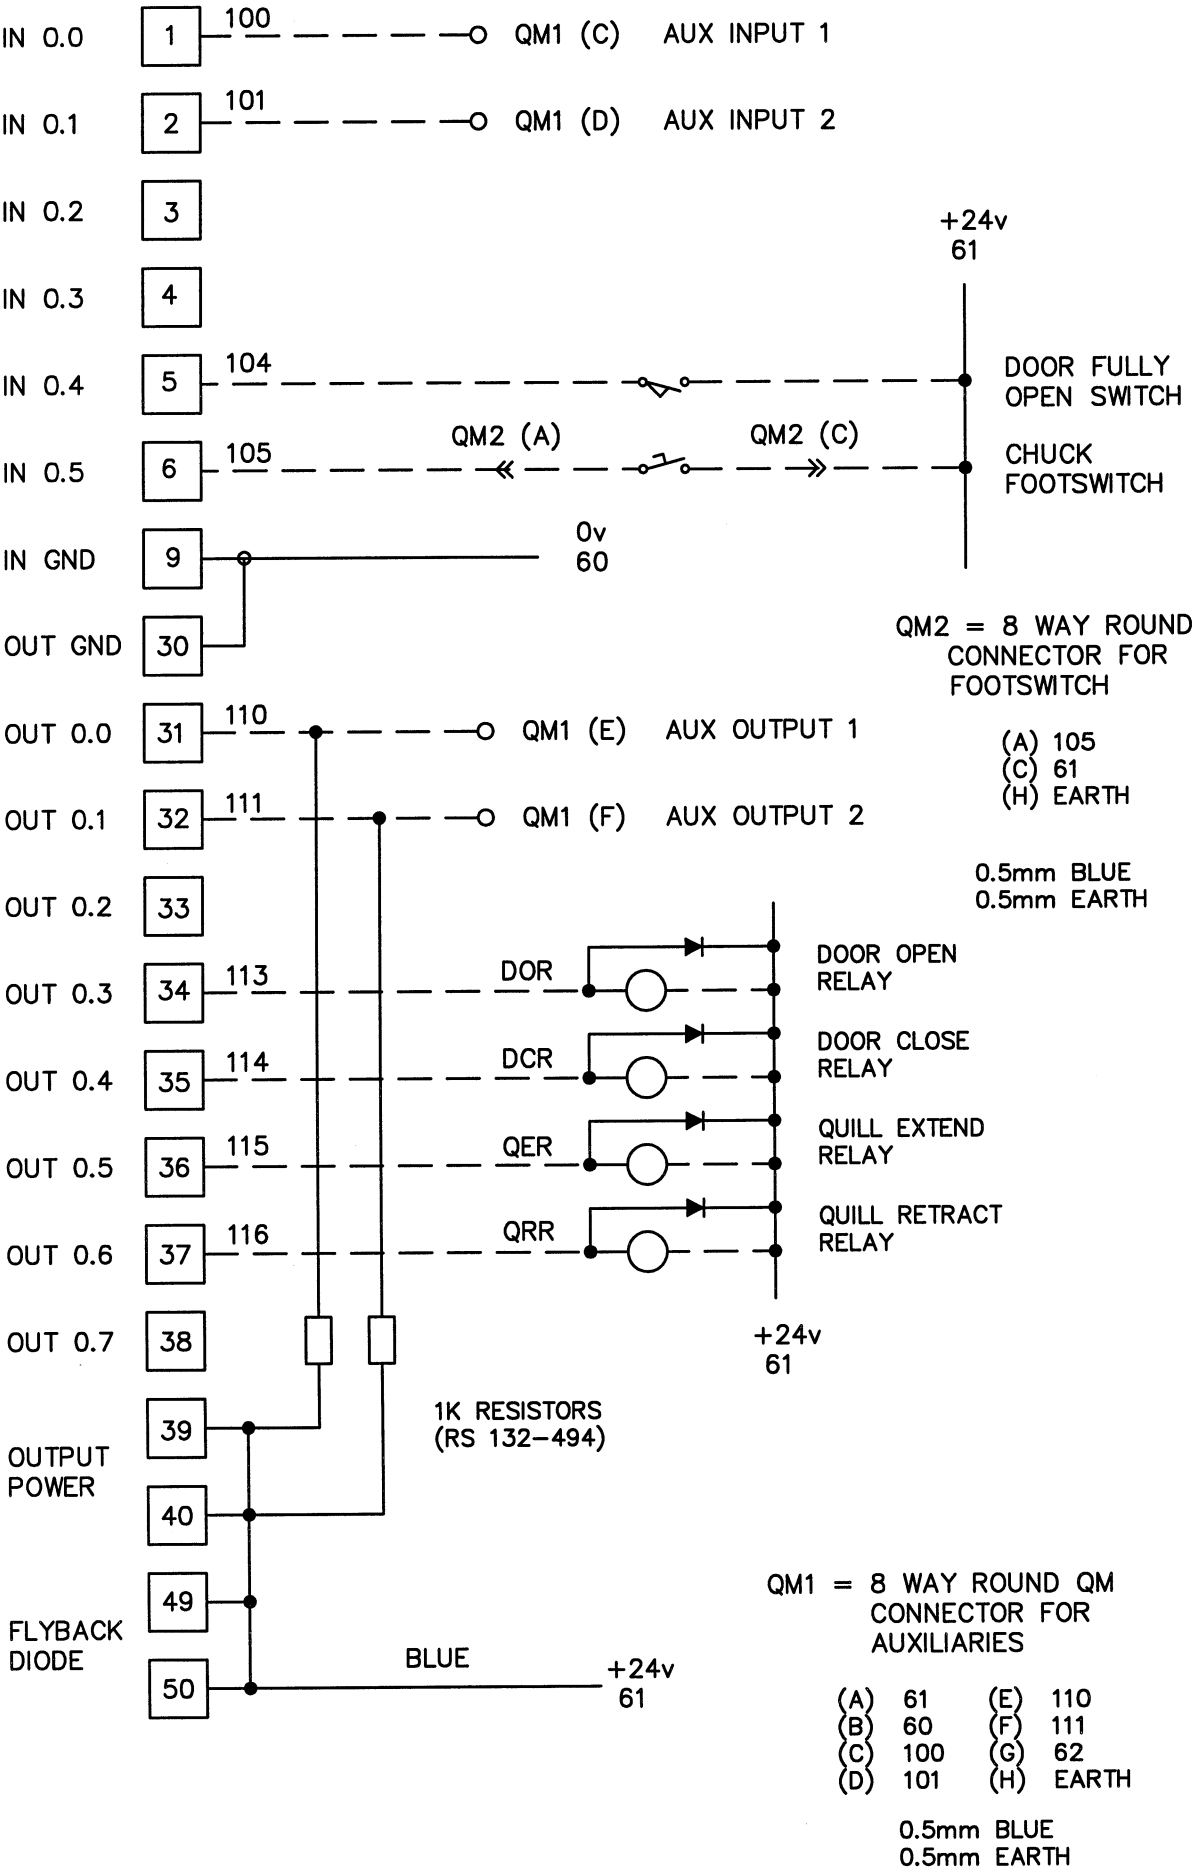 IN 0.0 1 100 QM1 (C) AUX INPUT 1
IN 0.1 2 101 QM1 (D) AUX INPUT 2
IN 0.2 3
+24v
61
IN 0.3 4
IN 0.4 5 104 DOOR FULLY
OPEN SWITCH
QM2 (A) QM2 (C)
IN 0.5 6 105 CHUCK
FOOTSWITCH
IN GND 9 0v
60
OUT GND 30
QM2 = 8 WAY ROUND
CONNECTOR FOR
FOOTSWITCH
(A) 105
(C) 61
(H) EARTH
0.5mm BLUE
0.5mm EARTH
OUT 0.0 31 110 QM1 (E) AUX OUTPUT 1
OUT 0.1 32 111 QM1 (F) AUX OUTPUT 2
OUT 0.2 33
OUT 0.3 34 113 DOR DOOR OPEN
RELAY
OUT 0.4 35 114 DCR DOOR CLOSE
RELAY
OUT 0.5 36 115 QER QUILL EXTEND
RELAY
OUT 0.6 37 116 QRR QUILL RETRACT
RELAY
OUT 0.7 38
+24v
61
1K RESISTORS
(RS 132-494)
39
OUTPUT
POWER
40
49
FLYBACK
DIODE
50 BLUE +24v
61
QM1 = 8 WAY ROUND QM
CONNECTOR FOR
AUXILIARIES
(A) 61 (E) 110
(B) 60 (F) 111
(C) 100 (G) 62
(D) 101 (H) EARTH
0.5mm BLUE
0.5mm EARTH